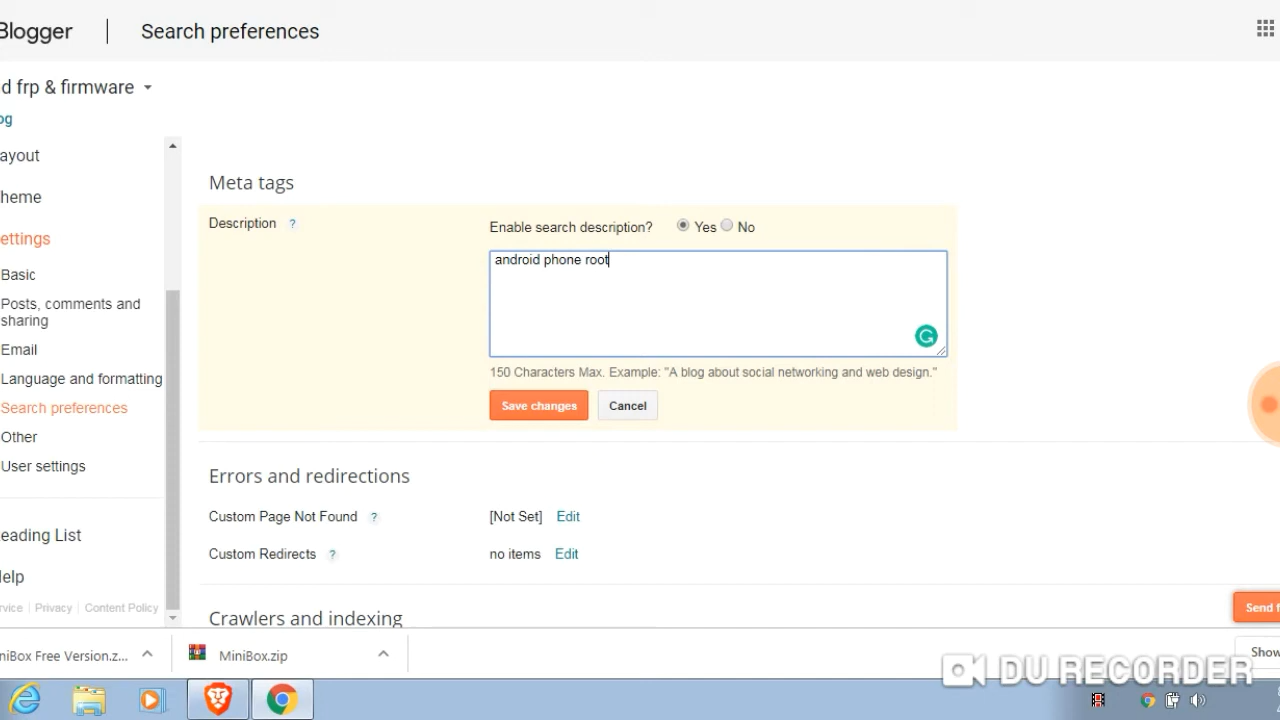 Blogger | Search preferences
d frp & firmware
og
ayout
heme
ettings
Basic
Posts, comments and
sharing
Email
Language and formatting
Search preferences
Other
User settings
eading List
elp
rvice | Privacy | Content Policy
Meta tags
Description ?
Enable search description? Yes No
android phone root
150 Characters Max. Example: "A blog about social networking and web design."
Save changes Cancel
Errors and redirections
Custom Page Not Found ? [Not Set] Edit
Custom Redirects ? no items Edit
Crawlers and indexing
Send f
niBox Free Version.z... MiniBox.zip Show
DU RECORDER